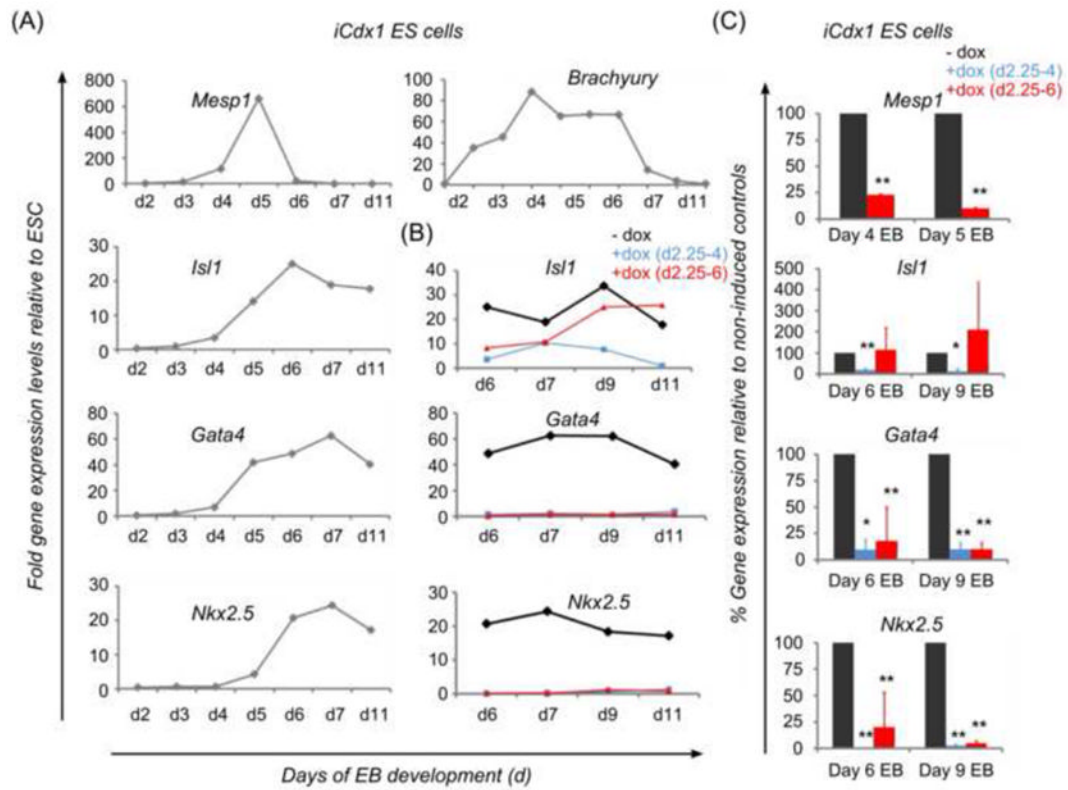 (A)
iCdx1 ES cells
Fold gene expression levels relative to ESC
Mesp1
800
600
400
200
0
d2 d3 d4 d5 d6 d7 d11
Brachyury
100
80
60
40
20
0
d2 d3 d4 d5 d6 d7 d11
Isl1
30
20
10
0
d2 d3 d4 d5 d6 d7 d11
Gata4
80
60
40
20
0
d2 d3 d4 d5 d6 d7 d11
Nkx2.5
30
20
10
0
d2 d3 d4 d5 d6 d7 d11
(B)
- dox
+dox (d2.25-4)
+dox (d2.25-6)
Isl1
40
30
20
10
0
d6 d7 d9 d11
Gata4
80
60
40
20
0
d6 d7 d9 d11
Nkx2.5
30
20
10
0
d6 d7 d9 d11
Days of EB development (d)
(C)
iCdx1 ES cells
- dox
+dox (d2.25-4)
+dox (d2.25-6)
% Gene expression relative to non-induced controls
Mesp1
100
75
50
25
0
** **
Day 4 EB Day 5 EB
Isl1
500
400
300
200
100
0
** *
Day 6 EB Day 9 EB
Gata4
100
75
50
25
0
* ** ** **
Day 6 EB Day 9 EB
Nkx2.5
100
75
50
25
0
** ** ** **
Day 6 EB Day 9 EB